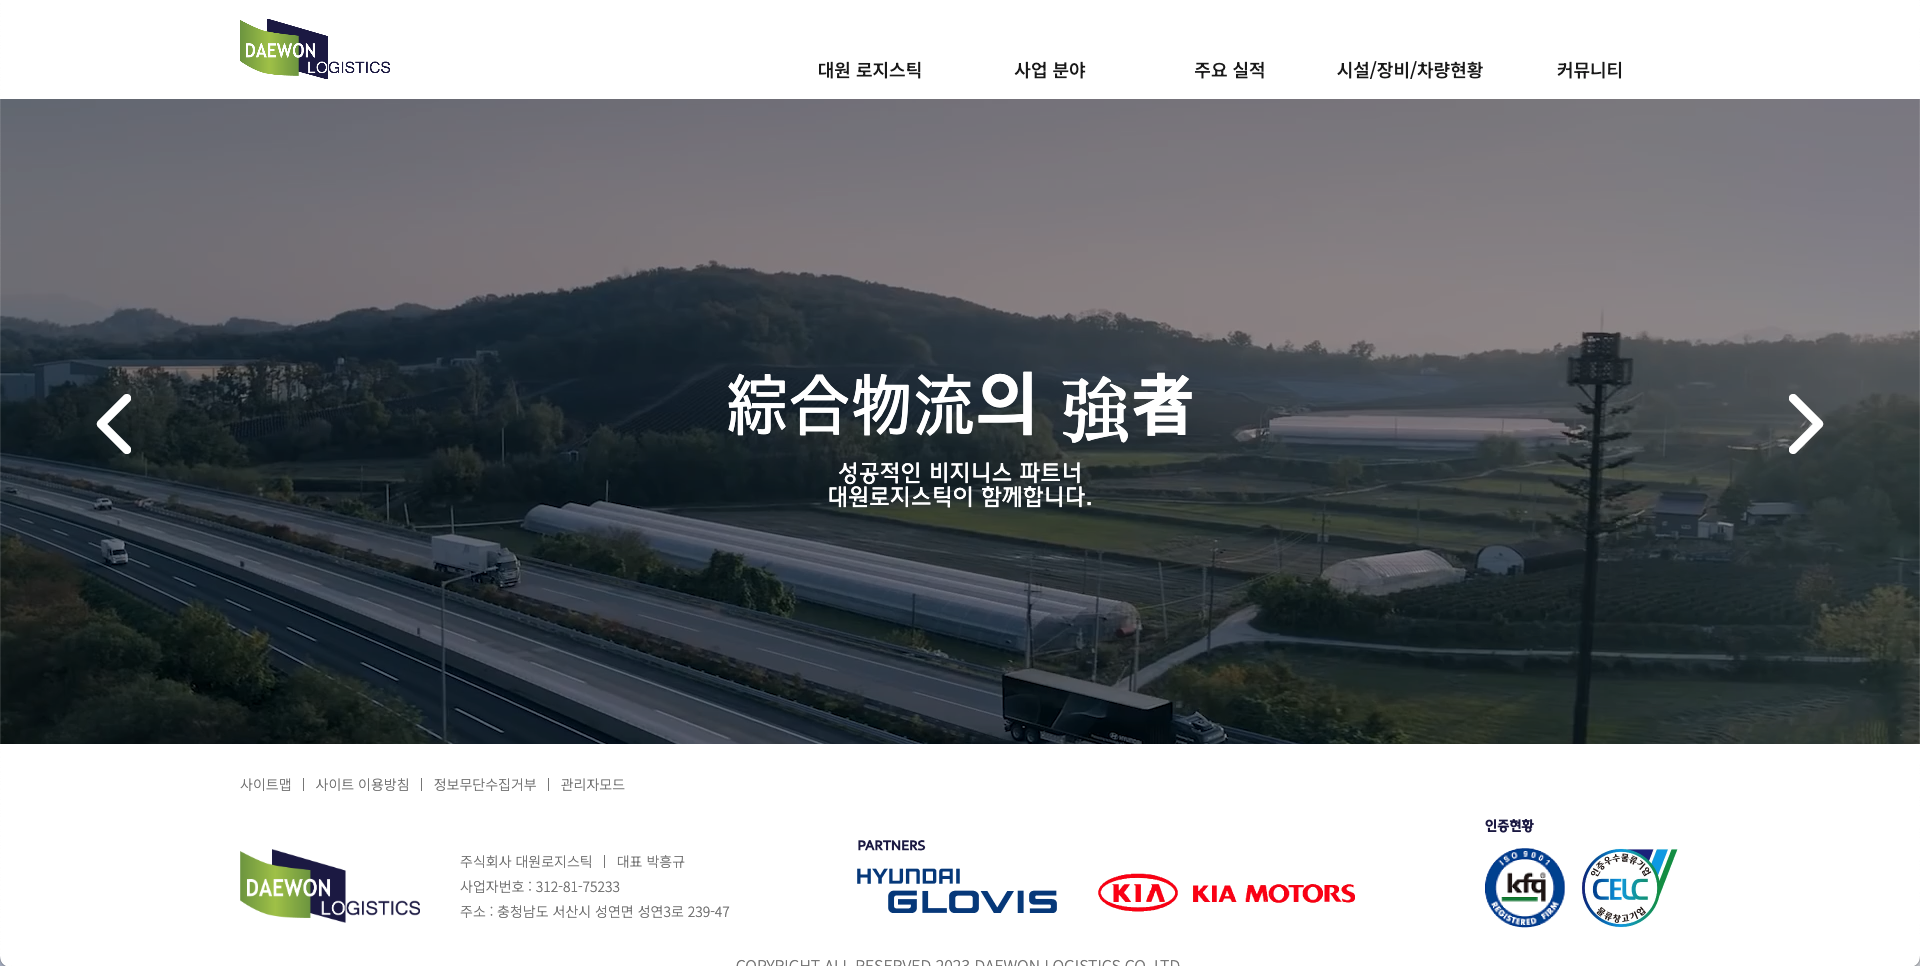 DAEWON
LOGISTICS
대원 로지스틱
사업 분야
주요 실적
시설/장비/차량현황
커뮤니티
綜合物流의 強者
성공적인 비지니스 파트너
대원로지스틱이 함께합니다.
HYUNDAI
사이트맵 | 사이트 이용방침 | 정보무단수집거부 | 관리자모드
DAEWON
LOGISTICS
주식회사 대원로지스틱 | 대표 박흥규
사업자번호 : 312-81-75233
주소 : 충청남도 서산시 성연면 성연3로 239-47
PARTNERS
HYUNDAI
GLOVIS
KIA KIA MOTORS
인증현황
ISO 9001
kfq
REGISTERED FIRM
인증우수물류기업
CELC
물류창고기업
COPYRIGHT ALL RESERVED 2023 DAEWON LOGISTICS CO.,LTD